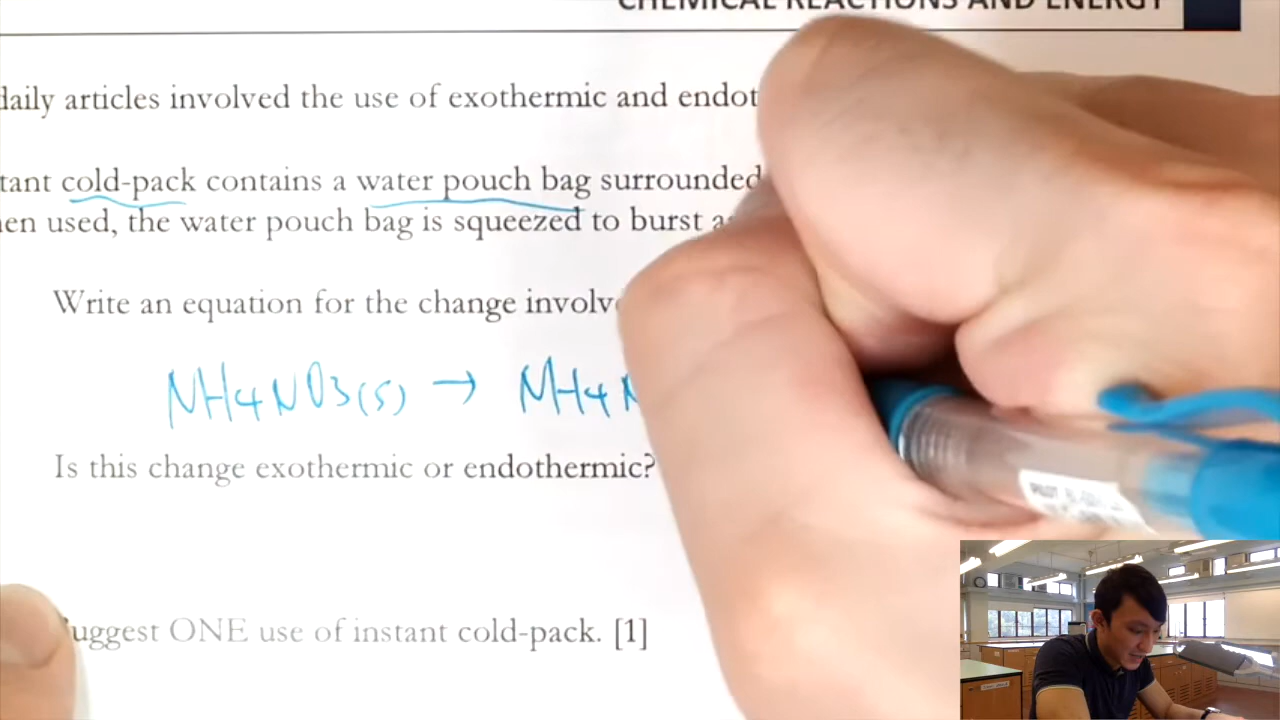 CHEMICAL REACTIONS AND ENERGY
daily articles involved the use of exothermic and endot
tant cold-pack contains a water pouch bag surrounded
en used, the water pouch bag is squeezed to burst a
Write an equation for the change involv
NH4NO3(s) → NH4N
Is this change exothermic or endothermic?
uggest ONE use of instant cold-pack. [1]